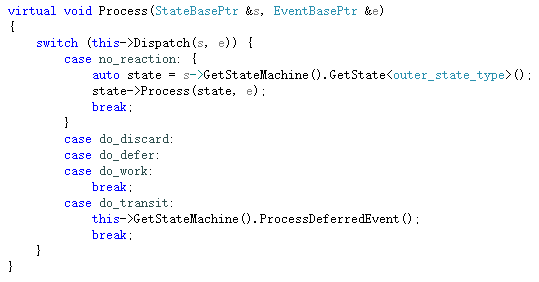 virtual void Process(StateBasePtr &s, EventBasePtr &e)
{
    switch (this->Dispatch(s, e)) {
        case no_reaction: {
            auto state = s->GetStateMachine().GetState<outer_state_type>();
            state->Process(state, e);
            break;
        }
        case do_discard:
        case do_defer:
        case do_work:
            break;
        case do_transit:
            this->GetStateMachine().ProcessDeferredEvent();
            break;
    }
}